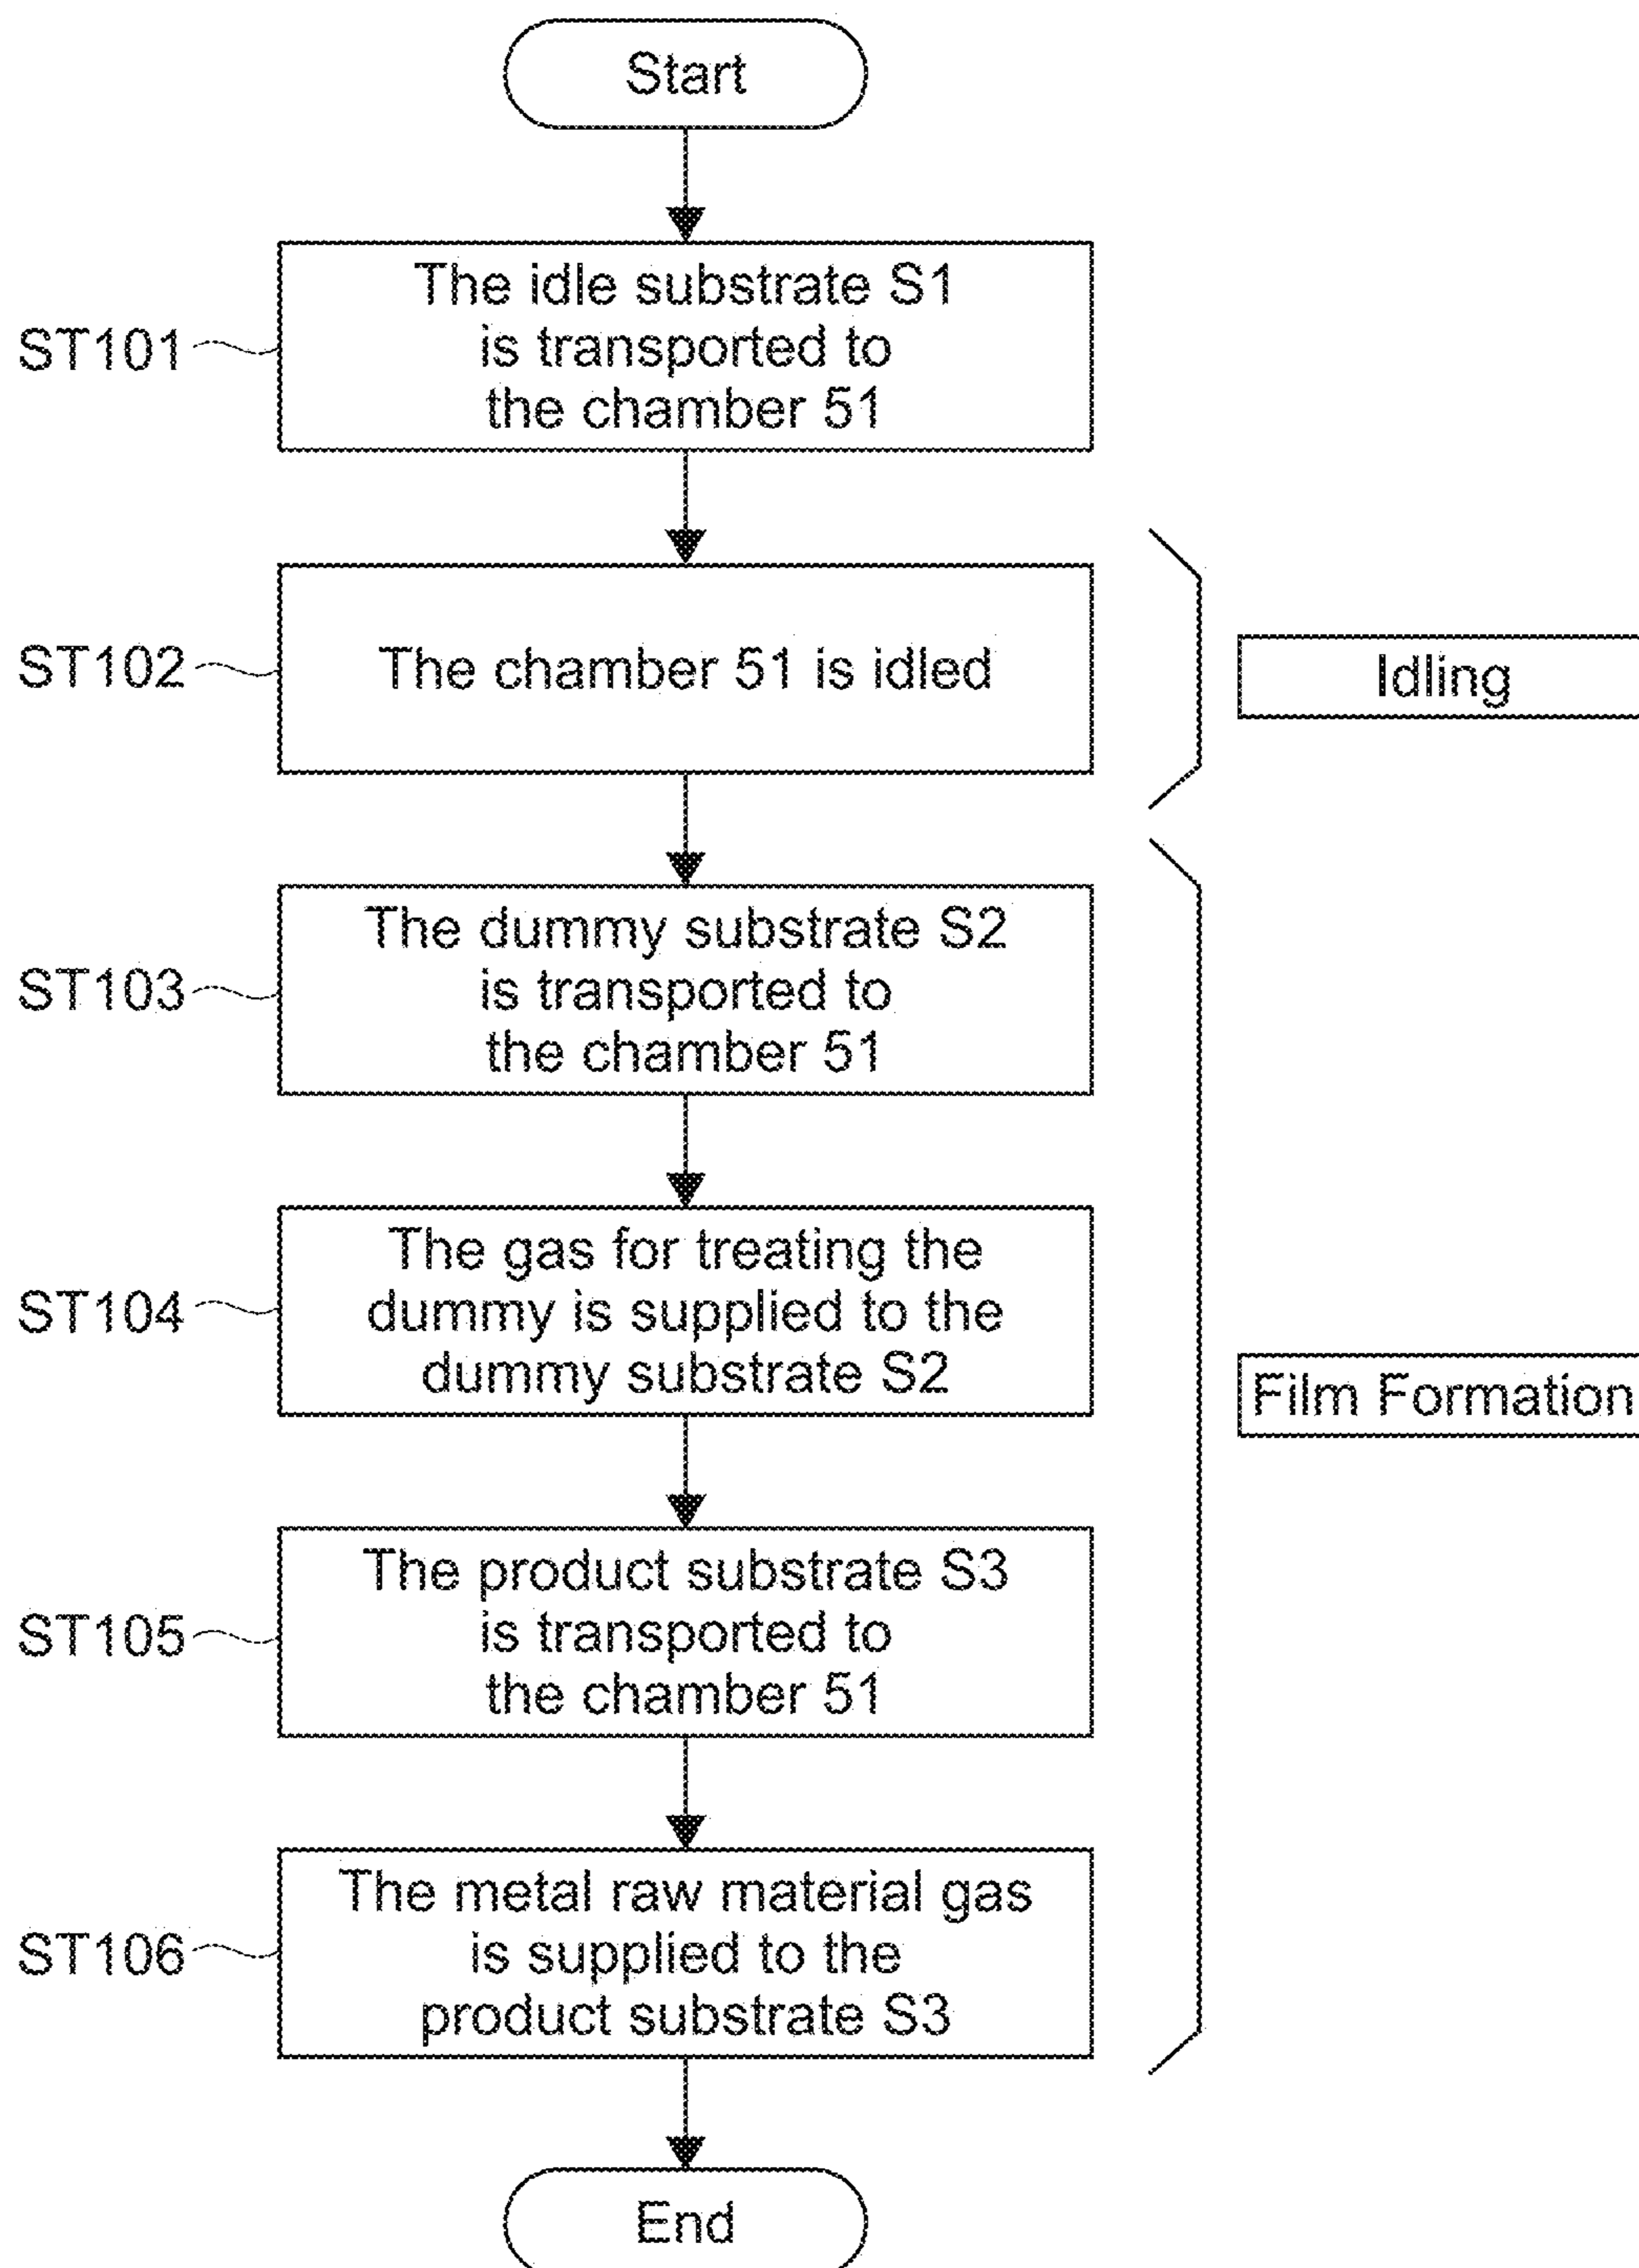 Start
ST101
The idle substrate S1
is transported to
the chamber 51
ST102
The chamber 51 is idled
Idling
ST103
The dummy substrate S2
is transported to
the chamber 51
ST104
The gas for treating the
dummy is supplied to the
dummy substrate S2
Film Formation
ST105
The product substrate S3
is transported to
the chamber 51
ST106
The metal raw material gas
is supplied to the
product substrate S3
End